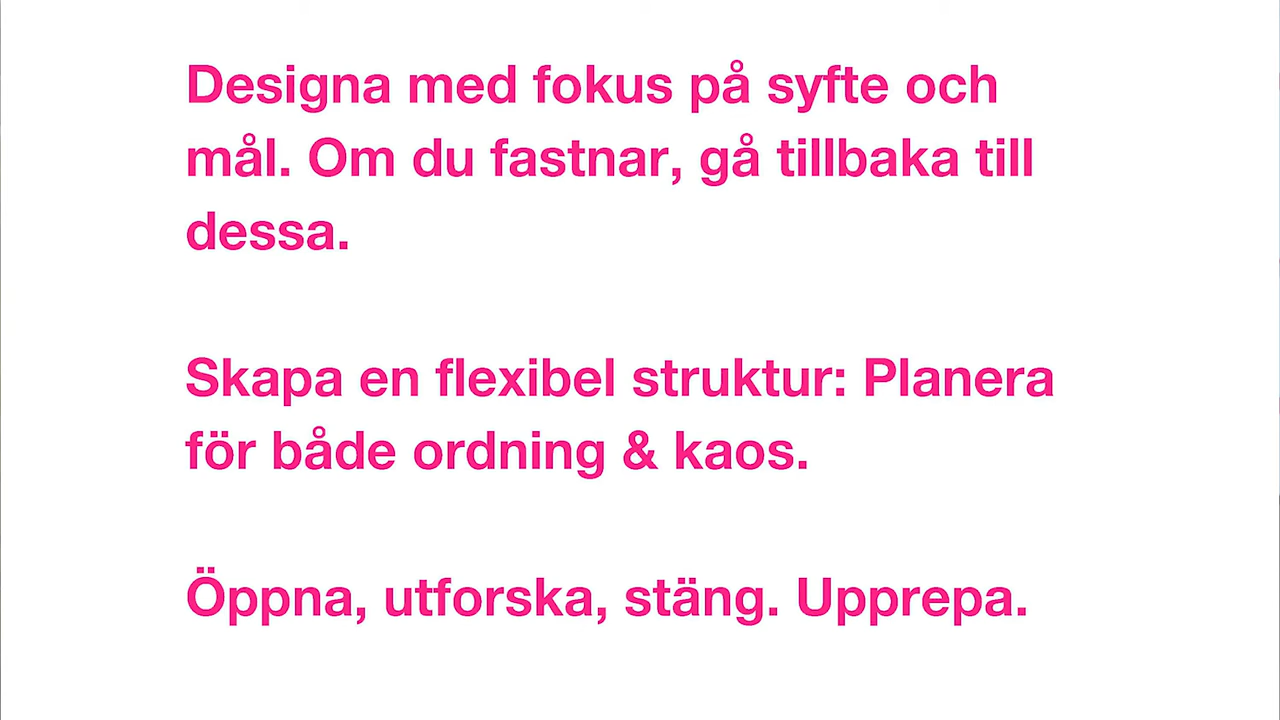 Designa med fokus på syfte och
mål. Om du fastnar, gå tillbaka till
dessa.
Skapa en flexibel struktur: Planera
för både ordning & kaos.
Öppna, utforska, stäng. Upprepa.